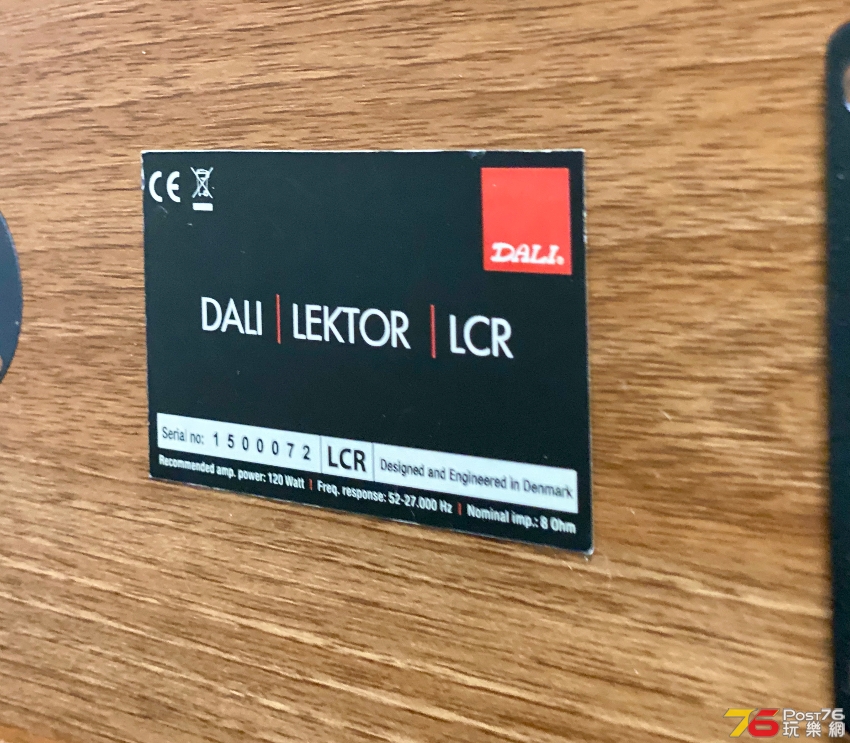 CE
DALI
DALI | LEKTOR | LCR
Serial no: 1500072 LCR Designed and Engineered in Denmark
Recommended amp. power: 120 Watt | Freq. response: 52-27.000 Hz | Nominal imp.: 8 Ohm
76 Post76
玩樂網